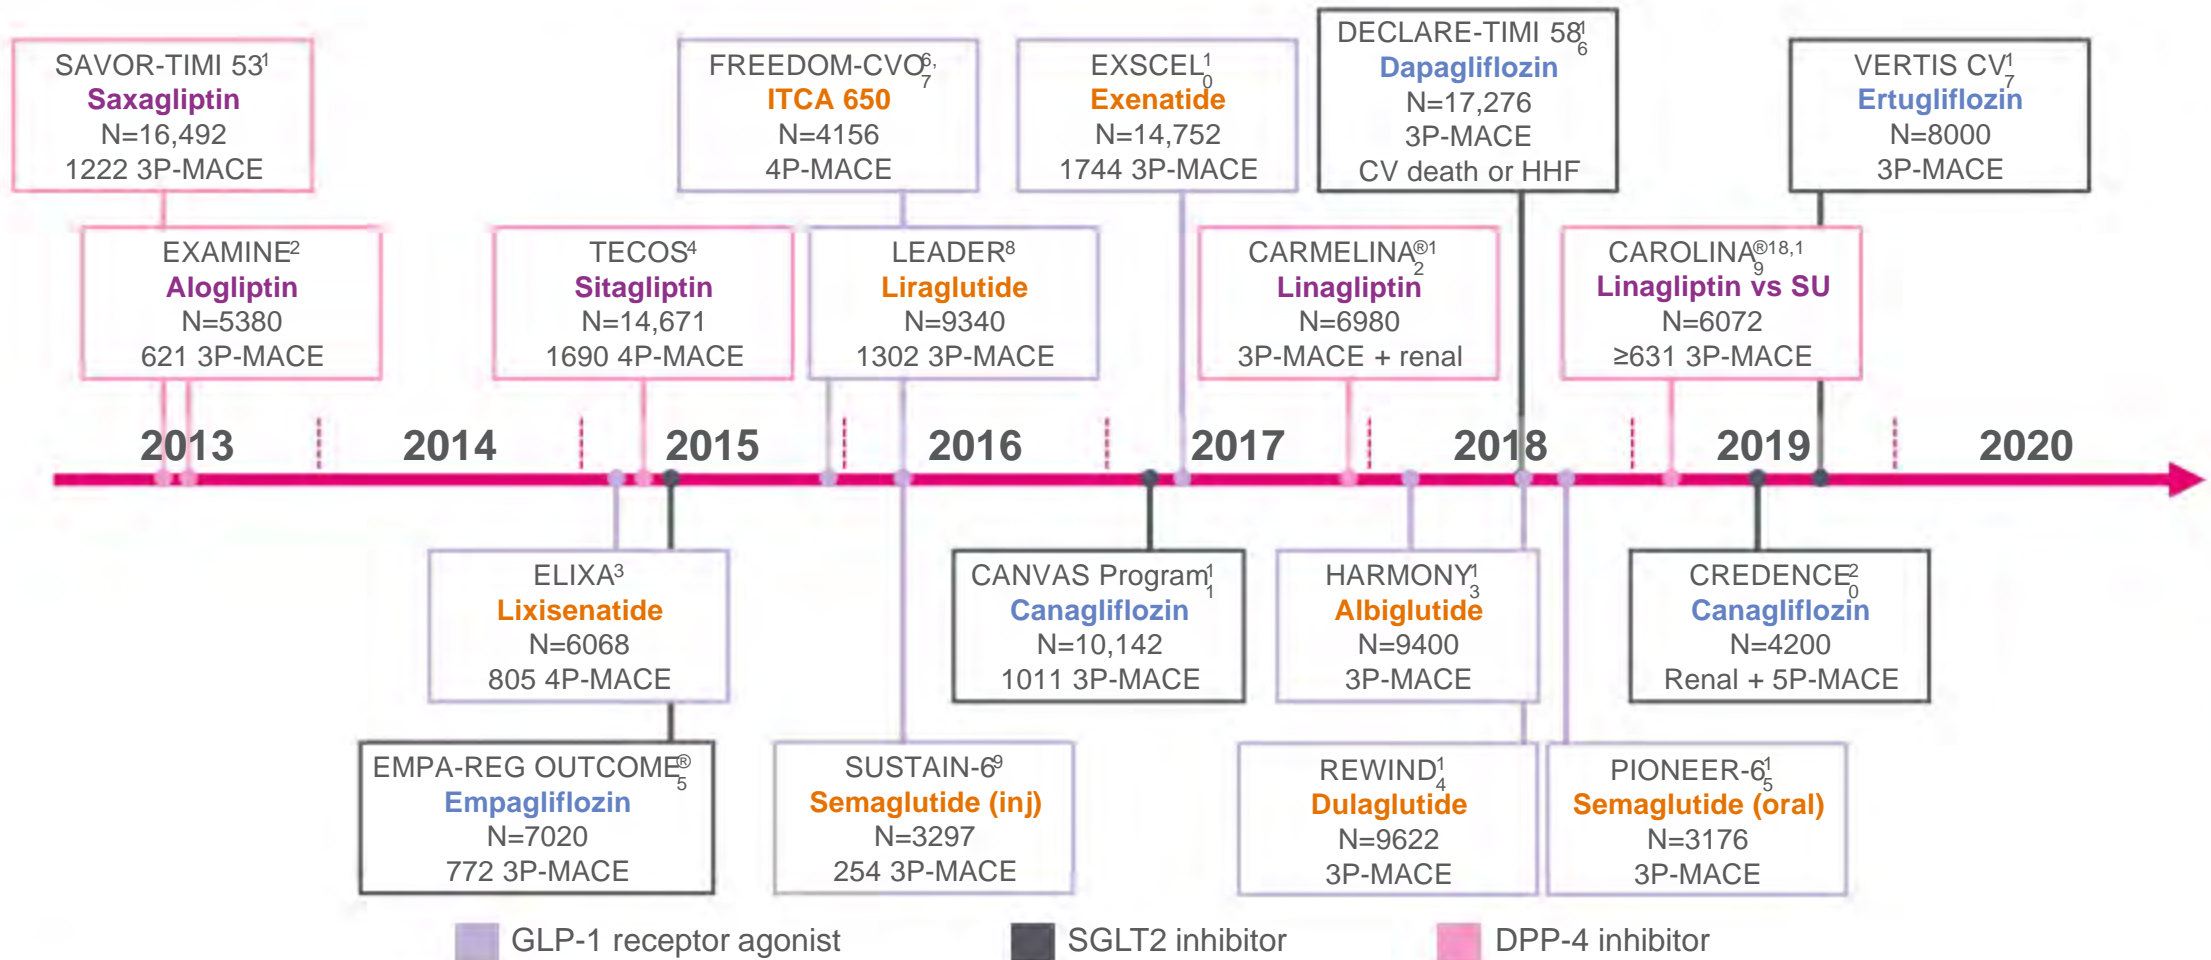 SAVOR-TIMI 53¹
Saxagliptin
N=16,492
1222 3P-MACE
FREEDOM-CVO⁶,⁷
ITCA 650
N=4156
4P-MACE
EXSCEL¹⁰
Exenatide
N=14,752
1744 3P-MACE
DECLARE-TIMI 58¹⁶
Dapagliflozin
N=17,276
3P-MACE
CV death or HHF
VERTIS CV¹⁷
Ertugliflozin
N=8000
3P-MACE
EXAMINE²
Alogliptin
N=5380
621 3P-MACE
TECOS⁴
Sitagliptin
N=14,671
1690 4P-MACE
LEADER⁸
Liraglutide
N=9340
1302 3P-MACE
CARMELINA®¹²
Linagliptin
N=6980
3P-MACE + renal
CAROLINA®¹⁸,¹⁹
Linagliptin vs SU
N=6072
≥631 3P-MACE
2013 2014 2015 2016 2017 2018 2019 2020
ELIXA³
Lixisenatide
N=6068
805 4P-MACE
CANVAS Program¹¹
Canagliflozin
N=10,142
1011 3P-MACE
HARMONY¹³
Albiglutide
N=9400
3P-MACE
CREDENCE²⁰
Canagliflozin
N=4200
Renal + 5P-MACE
EMPA-REG OUTCOME®⁵
Empagliflozin
N=7020
772 3P-MACE
SUSTAIN-6⁹
Semaglutide (inj)
N=3297
254 3P-MACE
REWIND¹⁴
Dulaglutide
N=9622
3P-MACE
PIONEER-6¹⁵
Semaglutide (oral)
N=3176
3P-MACE
GLP-1 receptor agonist
SGLT2 inhibitor
DPP-4 inhibitor